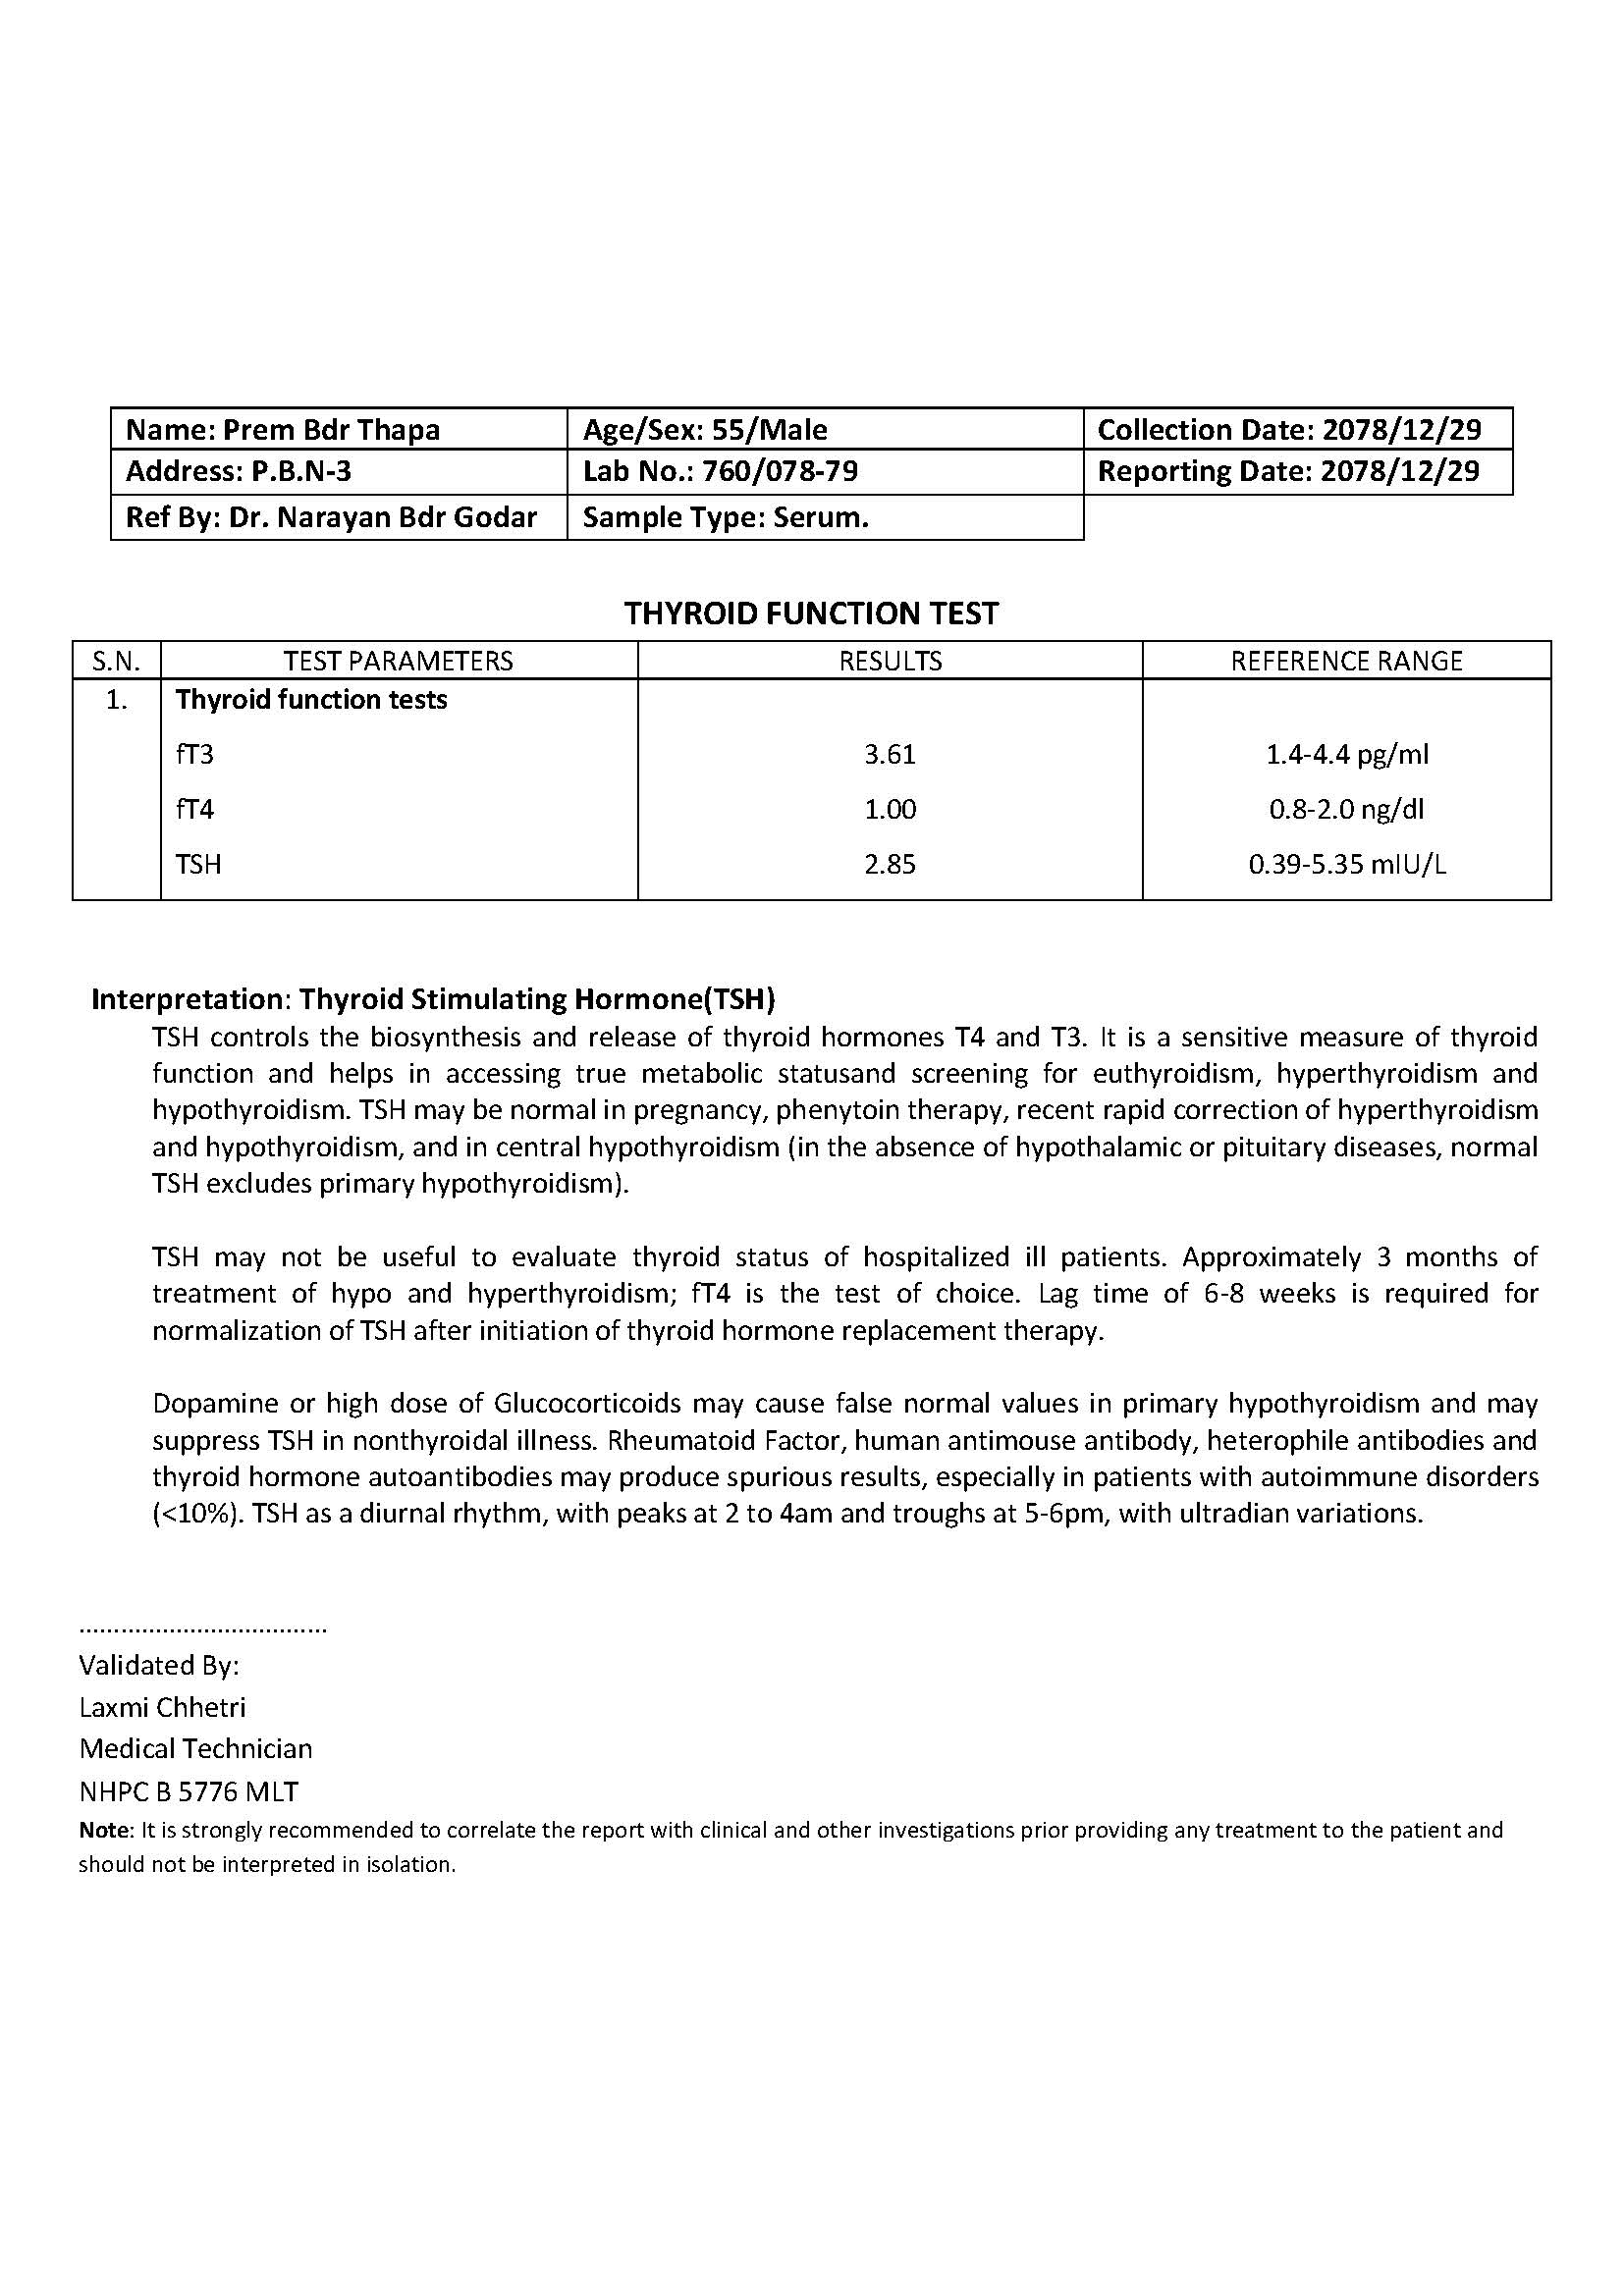 Name: Prem Bdr Thapa Age/Sex: 55/Male Collection Date: 2078/12/29
Address: P.B.N-3 Lab No.: 760/078-79 Reporting Date: 2078/12/29
Ref By: Dr. Narayan Bdr Godar Sample Type: Serum.
THYROID FUNCTION TEST
S.N. TEST PARAMETERS RESULTS REFERENCE RANGE
1. Thyroid function tests
fT3 3.61 1.4-4.4 pg/ml
fT4 1.00 0.8-2.0 ng/dl
TSH 2.85 0.39-5.35 mIU/L
Interpretation: Thyroid Stimulating Hormone(TSH)
TSH controls the biosynthesis and release of thyroid hormones T4 and T3. It is a sensitive measure of thyroid
function and helps in accessing true metabolic statusand screening for euthyroidism, hyperthyroidism and
hypothyroidism. TSH may be normal in pregnancy, phenytoin therapy, recent rapid correction of hyperthyroidism
and hypothyroidism, and in central hypothyroidism (in the absence of hypothalamic or pituitary diseases, normal
TSH excludes primary hypothyroidism).
TSH may not be useful to evaluate thyroid status of hospitalized ill patients. Approximately 3 months of
treatment of hypo and hyperthyroidism; fT4 is the test of choice. Lag time of 6-8 weeks is required for
normalization of TSH after initiation of thyroid hormone replacement therapy.
Dopamine or high dose of Glucocorticoids may cause false normal values in primary hypothyroidism and may
suppress TSH in nonthyroidal illness. Rheumatoid Factor, human antimouse antibody, heterophile antibodies and
thyroid hormone autoantibodies may produce spurious results, especially in patients with autoimmune disorders
(<10%). TSH as a diurnal rhythm, with peaks at 2 to 4am and troughs at 5-6pm, with ultradian variations.
....................................
Validated By:
Laxmi Chhetri
Medical Technician
NHPC B 5776 MLT
Note: It is strongly recommended to correlate the report with clinical and other investigations prior providing any treatment to the patient and
should not be interpreted in isolation.